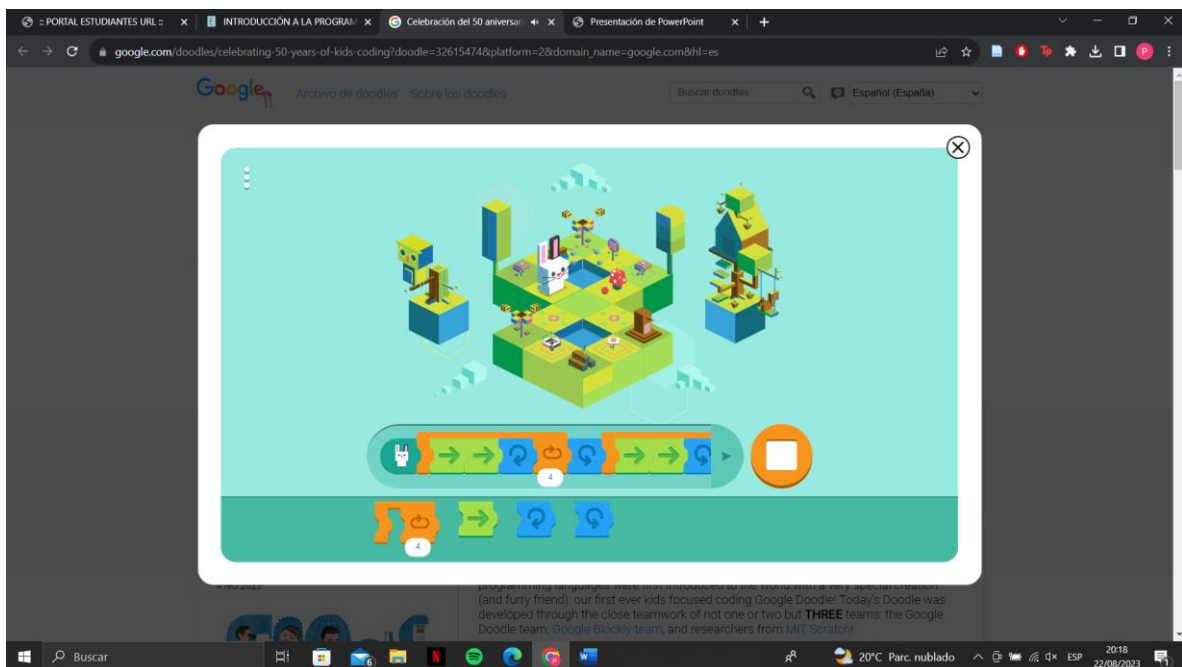 :: PORTAL ESTUDIANTES URL ::
INTRODUCCIÓN A LA PROGRAM
Celebración del 50 aniversari
Presentación de PowerPoint
google.com/doodles/celebrating-50-years-of-kids-coding?doodle=32615474&platform=2&domain_name=google.com&hl=es
Google Archivo de doodles Sobre los doodles Buscar doodles Español (España)
4
4
programming languages were first introduced to the world with a very special creation
(and furry friend): our first ever kids focused coding Google Doodle! Today's Doodle was
developed through the close teamwork of not one or two but THREE teams: the Google
Doodle team, Google Blockly team, and researchers from MIT Scratch!
Buscar
6
20°C Parc. nublado
ESP
20:18
22/08/2023